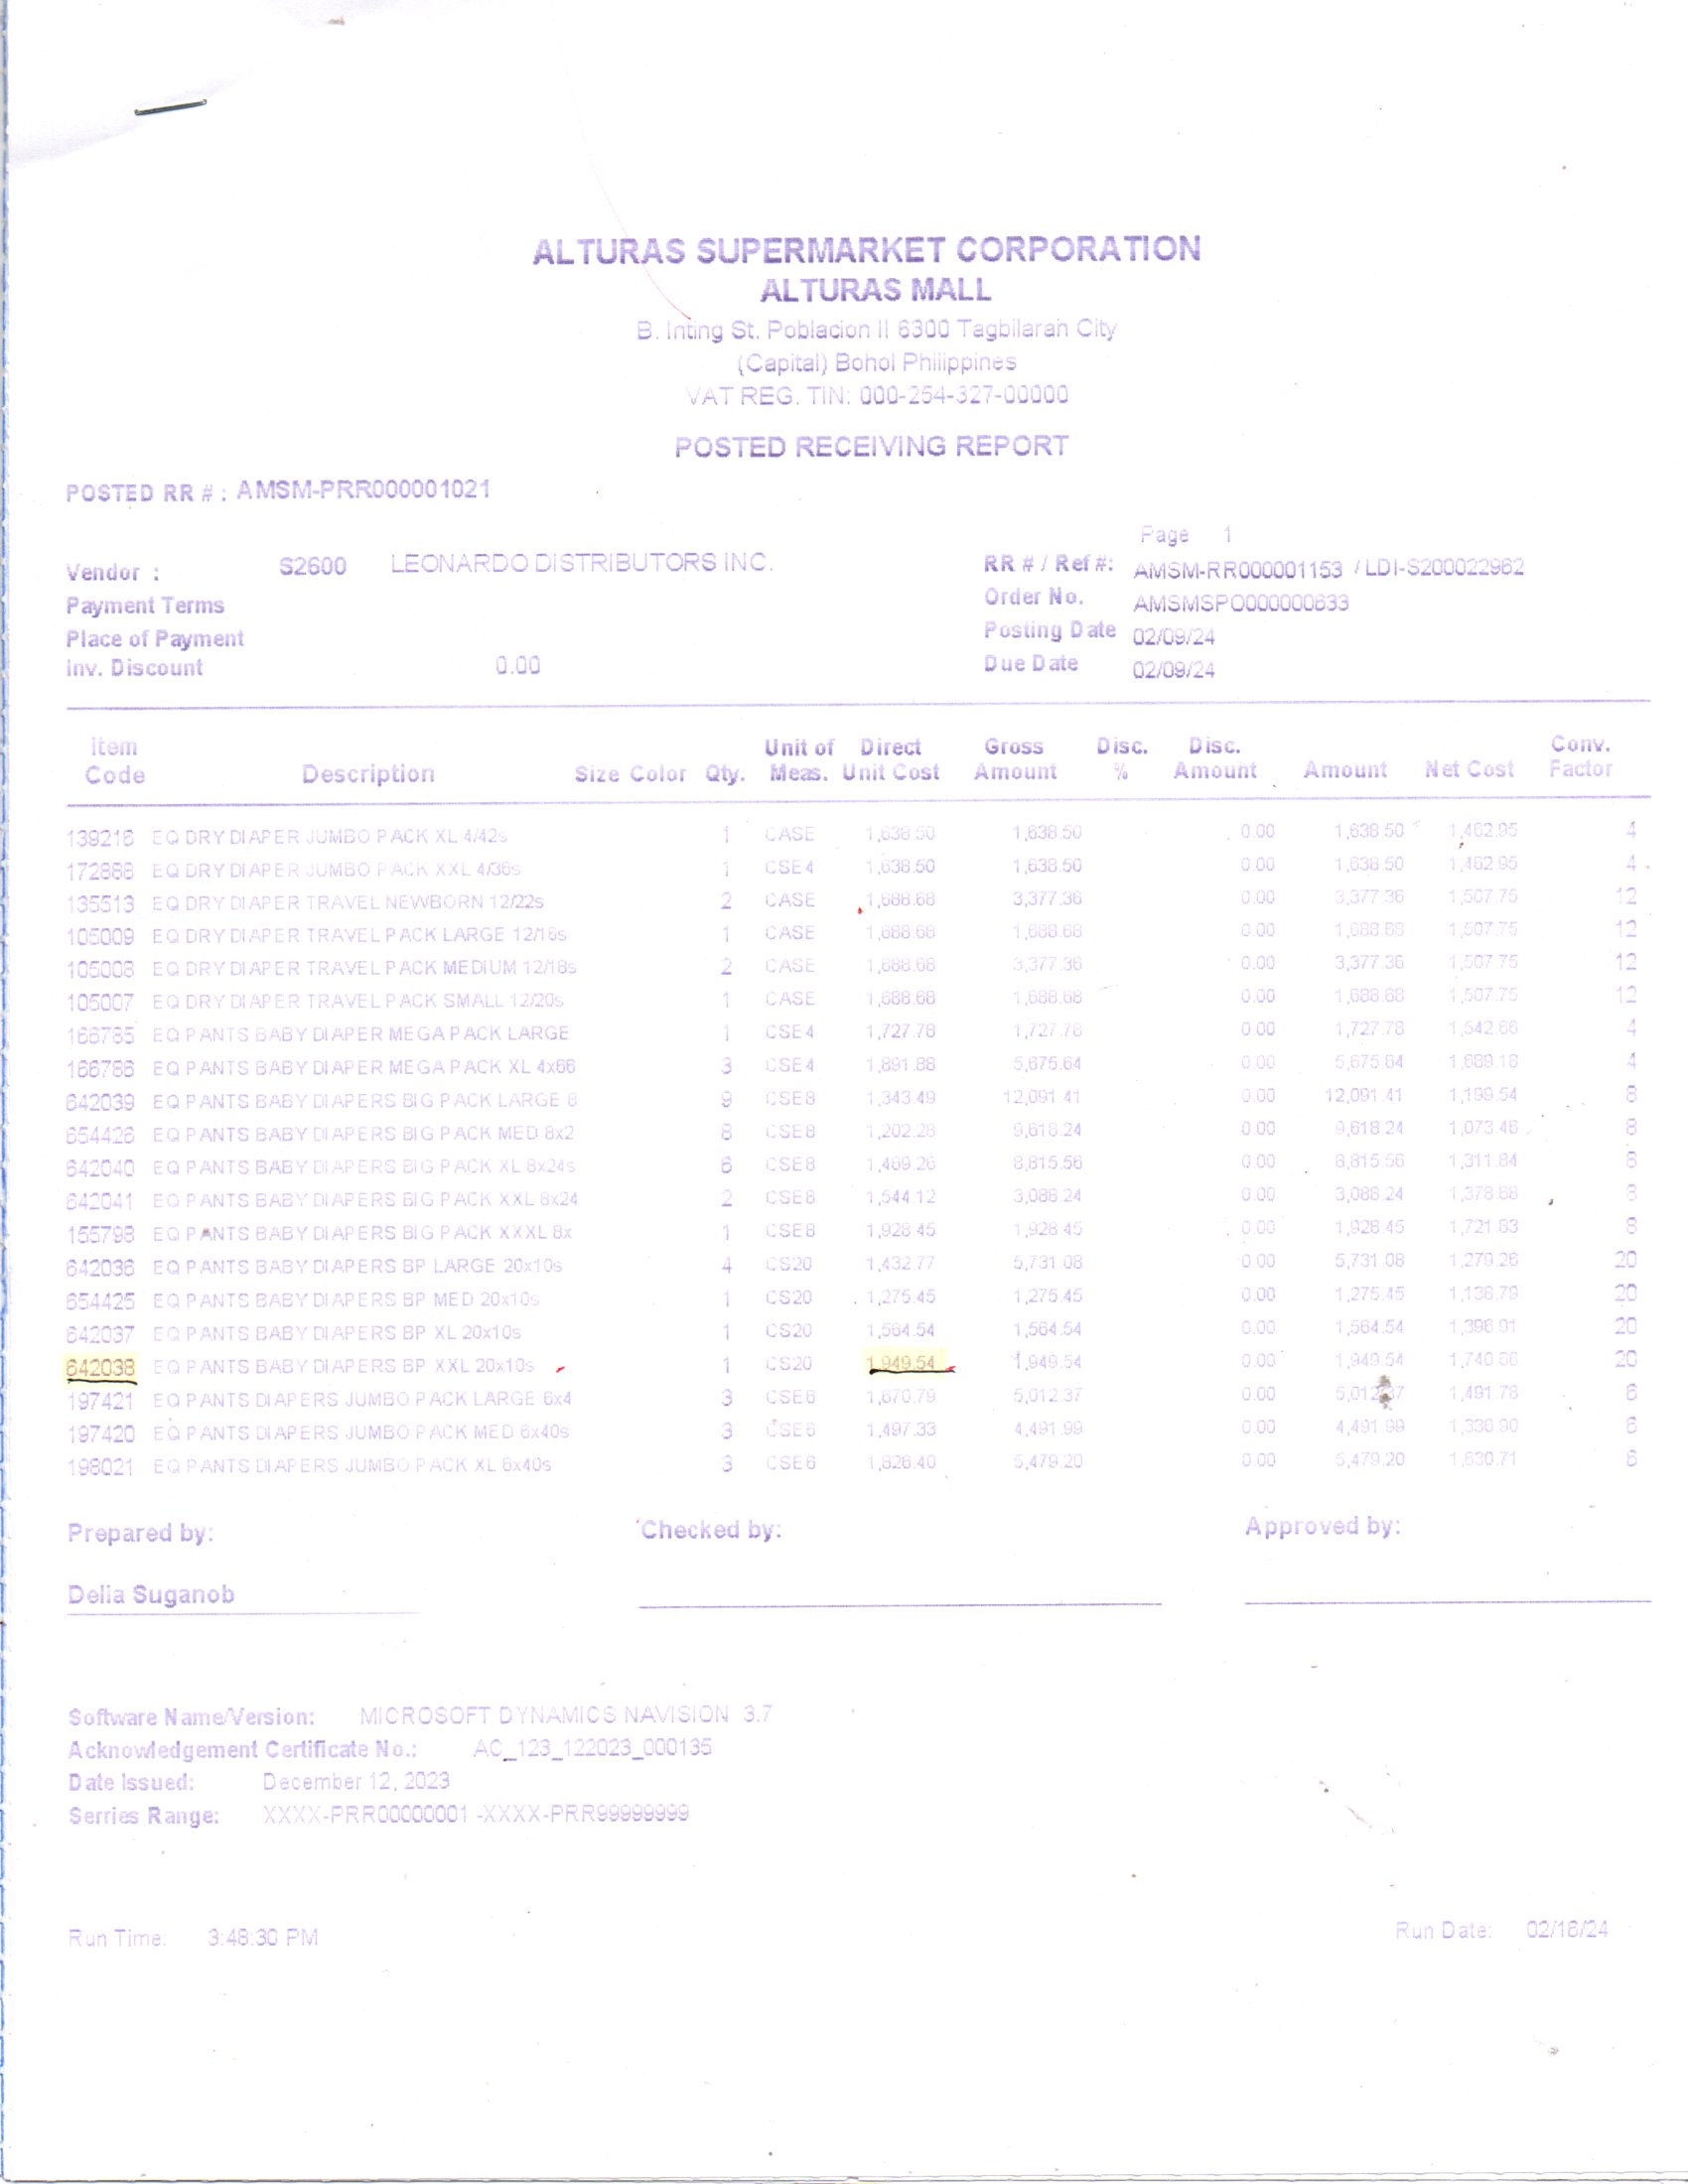 ALTURAS SUPERMARKET CORPORATION
ALTURAS MALL
B. Inting St. Poblacion II 6300 Tagbilaran City
(Capital) Bohol Philippines
VAT REG. TIN: 000-254-327-00000
POSTED RECEIVING REPORT
POSTED RR # : AMSM-PRR000001021
Page 1
Vendor : S2600 LEONARDO DISTRIBUTORS INC. RR # / Ref #: AMSM-RR000001153 / LDI-S200022962
Payment Terms Order No. AMSMSPO0000000633
Place of Payment Posting Date 02/09/24
Inv. Discount 0.00 Due Date 02/09/24
Item Unit of Direct Gross Disc. Disc. Conv.
Code Description Size Color Qty. Meas. Unit Cost Amount % Amount Amount Net Cost Factor
139216 EQ DRY DIAPER JUMBO PACK XL 4/42s 1 CASE 1,638.50 1,638.50 0.00 1,638.50 1,462.95 4
172888 EQ DRY DIAPER JUMBO PACK XXL 4/36s 1 CSE4 1,638.50 1,638.50 0.00 1,638.50 1,462.95 4
135513 EQ DRY DIAPER TRAVEL NEWBORN 12/22s 2 CASE 1,688.68 3,377.36 0.00 3,377.36 1,507.75 12
105009 EQ DRY DIAPER TRAVEL PACK LARGE 12/16s 1 CASE 1,688.68 1,688.68 0.00 1,688.68 1,507.75 12
105008 EQ DRY DIAPER TRAVEL PACK MEDIUM 12/18s 2 CASE 1,688.68 3,377.36 0.00 3,377.36 1,507.75 12
105007 EQ DRY DIAPER TRAVEL PACK SMALL 12/20s 1 CASE 1,688.68 1,688.68 0.00 1,688.68 1,507.75 12
166785 EQ PANTS BABY DIAPER MEGA PACK LARGE 1 CSE4 1,727.78 1,727.78 0.00 1,727.78 1,542.66 4
166786 EQ PANTS BABY DIAPER MEGA PACK XL 4x66 3 CSE4 1,891.88 5,675.64 0.00 5,675.64 1,689.18 4
642039 EQ PANTS BABY DIAPERS BIG PACK LARGE 8 9 CSE8 1,343.49 12,091.41 0.00 12,091.41 1,199.54 8
654426 EQ PANTS BABY DIAPERS BIG PACK MED 8x2 8 CSE8 1,202.28 9,618.24 0.00 9,618.24 1,073.46 8
642040 EQ PANTS BABY DIAPERS BIG PACK XL 8x24s 6 CSE8 1,469.26 8,815.56 0.00 8,815.56 1,311.84 8
642041 EQ PANTS BABY DIAPERS BIG PACK XXL 8x24 2 CSE8 1,544.12 3,088.24 0.00 3,088.24 1,378.68 8
155798 EQ PANTS BABY DIAPERS BIG PACK XXXL 8x 1 CSE8 1,928.45 1,928.45 0.00 1,928.45 1,721.83 8
642036 EQ PANTS BABY DIAPERS BP LARGE 20x10s 4 CS20 1,432.77 5,731.08 0.00 5,731.08 1,279.26 20
654425 EQ PANTS BABY DIAPERS BP MED 20x10s 1 CS20 1,275.45 1,275.45 0.00 1,275.45 1,138.79 20
642037 EQ PANTS BABY DIAPERS BP XL 20x10s 1 CS20 1,564.54 1,564.54 0.00 1,564.54 1,396.91 20
642038 EQ PANTS BABY DIAPERS BP XXL 20x10s 1 CS20 1,949.54 1,949.54 0.00 1,949.54 1,740.66 20
197421 EQ PANTS DIAPERS JUMBO PACK LARGE 6x4 3 CSE6 1,670.79 5,012.37 0.00 5,012.37 1,491.78 6
197420 EQ PANTS DIAPERS JUMBO PACK MED 6x40s 3 CSE6 1,497.33 4,491.99 0.00 4,491.99 1,336.90 6
198021 EQ PANTS DIAPERS JUMBO PACK XL 6x40s 3 CSE6 1,826.40 5,479.20 0.00 5,479.20 1,630.71 6
Prepared by: Checked by: Approved by:
Delia Suganob
Software Name/Version: MICROSOFT DYNAMICS NAVISION 3.7
Acknowledgement Certificate No.: AC_123_122023_000135
Date Issued: December 12, 2023
Serries Range: XXXX-PRR00000001 -XXXX-PRR99999999
Run Time: 3:48:30 PM Run Date: 02/16/24